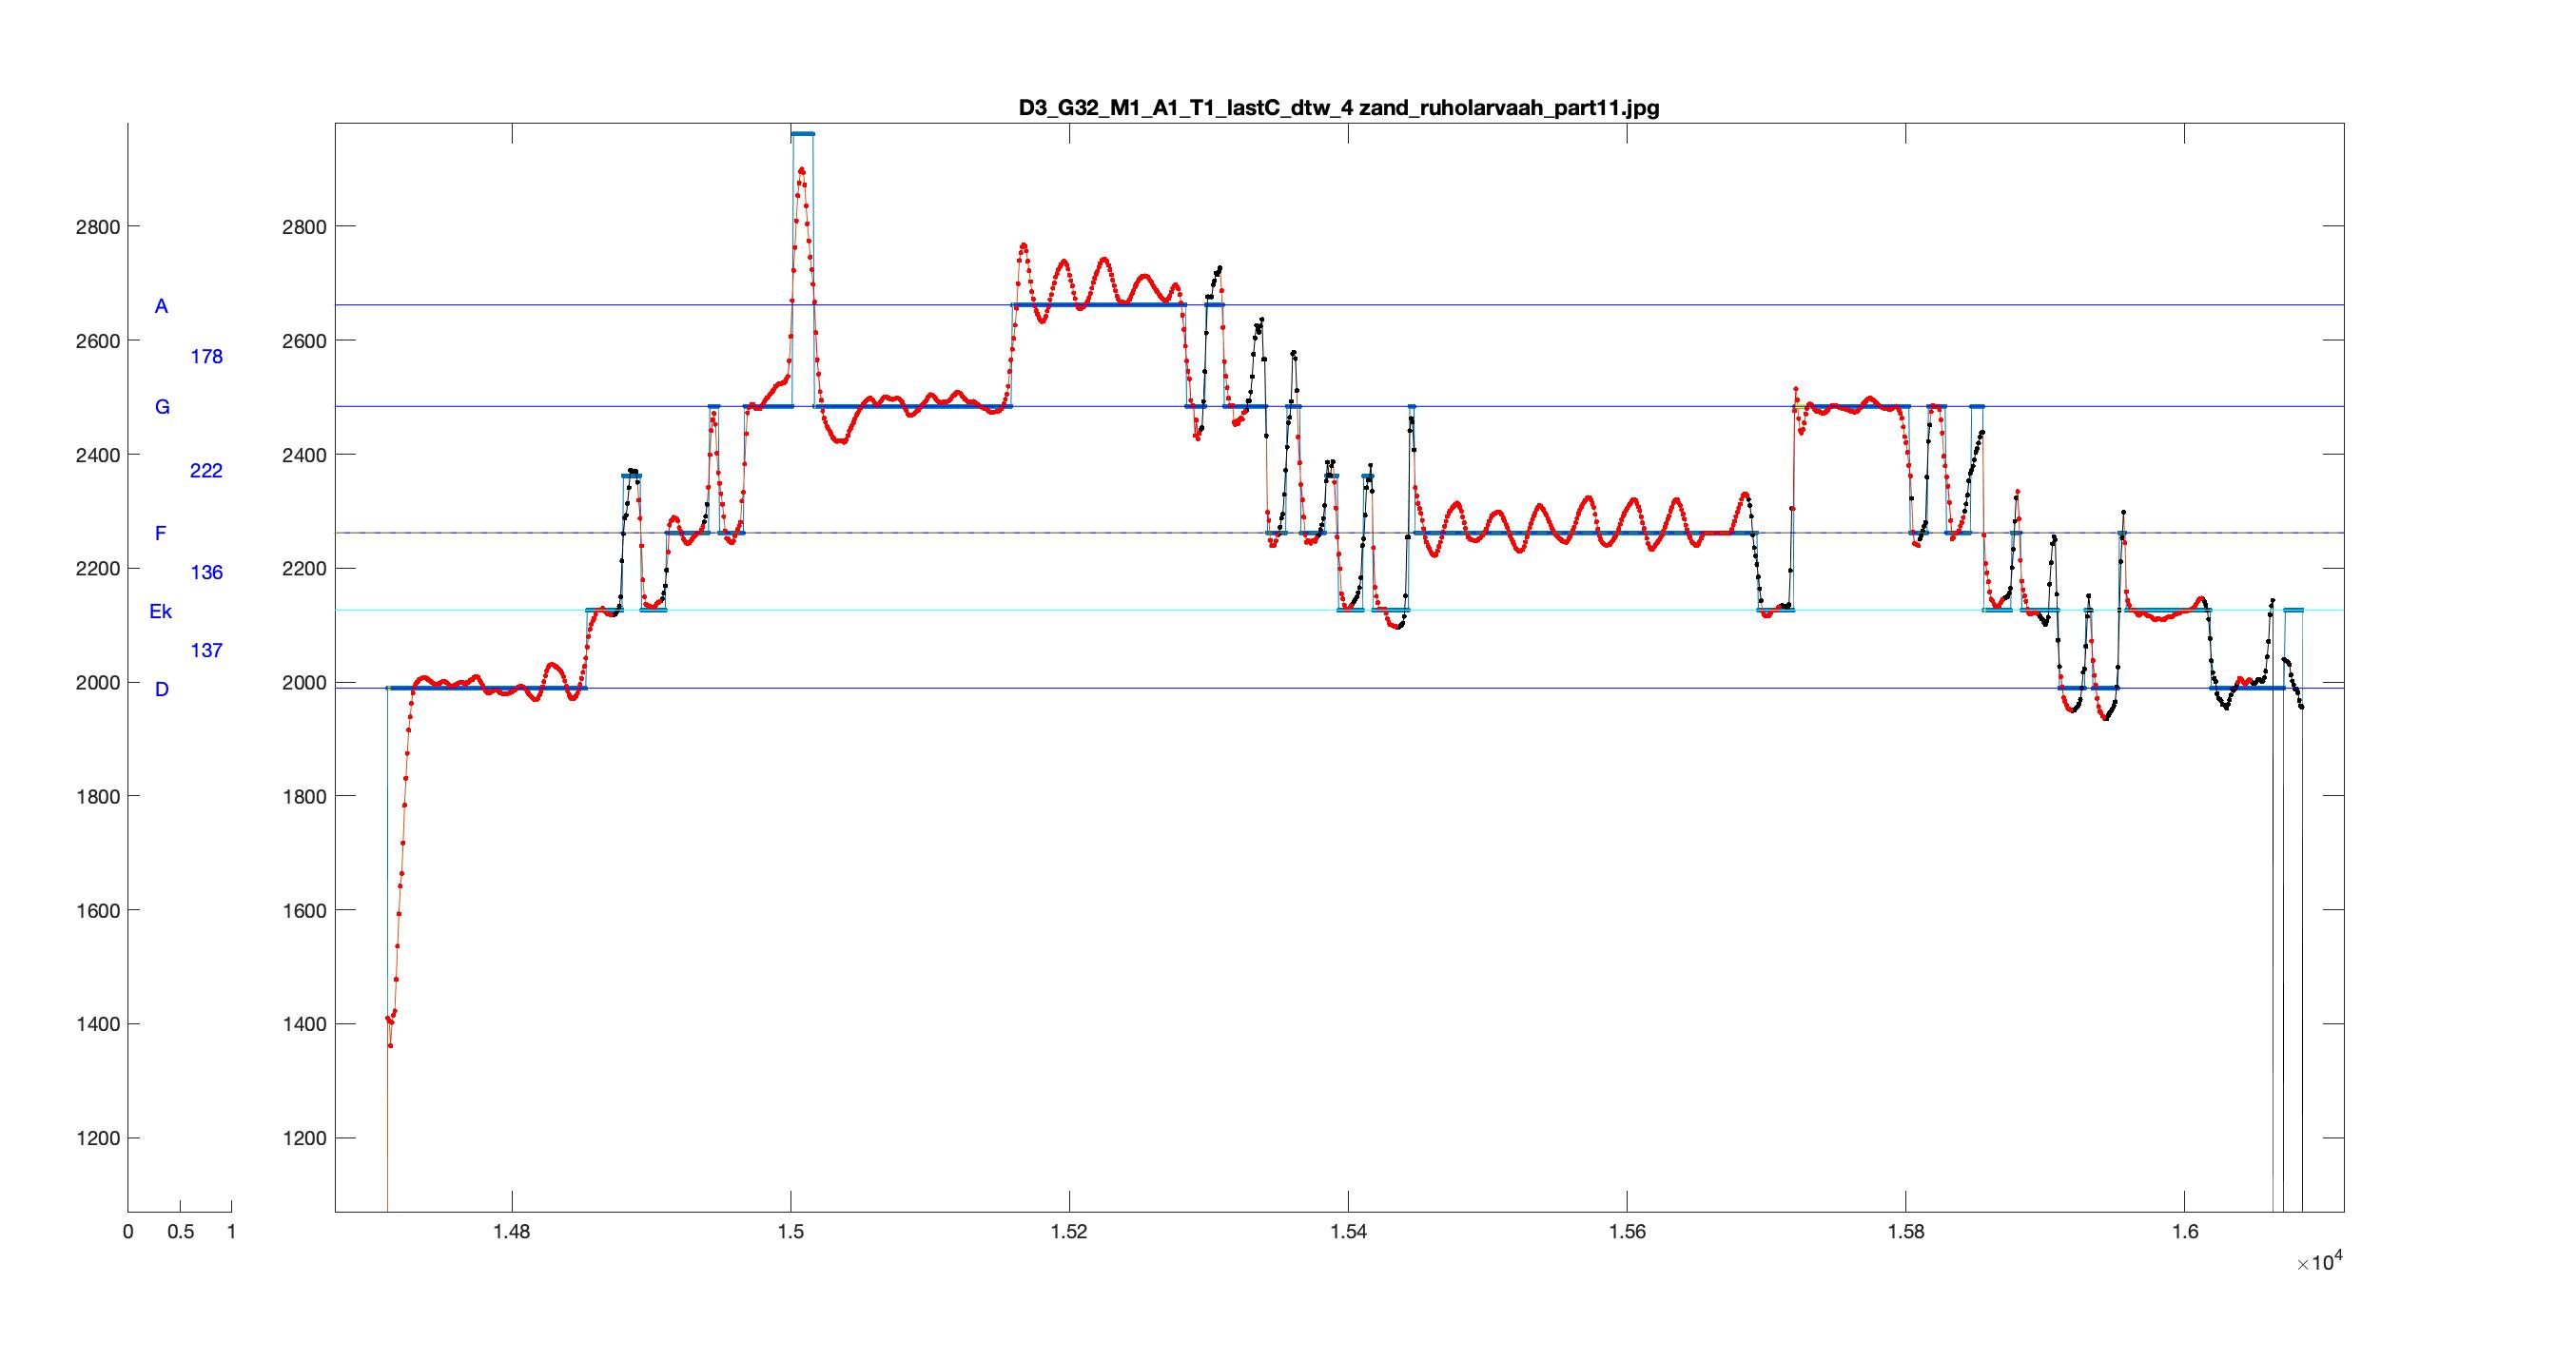 D3_G32_M1_A1_T1_lastC_dtw_4 zand_ruholarvaah_part11.jpg
2800 2800
A
2600 178 2600
G
2400 222 2400
F
2200 136 2200
Ek
137
2000 D 2000
1800 1800
1600 1600
1400 1400
1200 1200
0 0.5 1 1.48 1.5 1.52 1.54 1.56 1.58 1.6
×10⁴